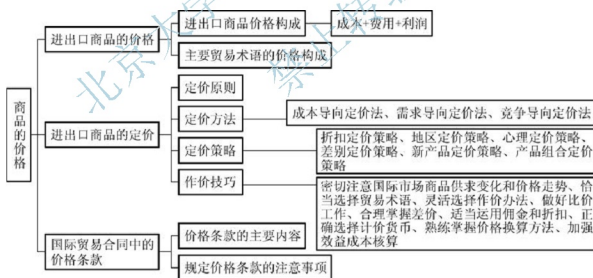 进出口商品价格构成
成本+费用+利润
进出口商品的价格
主要贸易术语的价格构成
定价原则
商品的价格
进出口商品的定价
定价方法
成本导向定价法、需求导向定价法、竞争导向定价法
定价策略
折扣定价策略、地区定价策略、心理定价策略、
差别定价策略、新产品定价策略、产品组合定价
策略
作价技巧
密切注意国际市场商品供求变化和价格走势、恰
当选择贸易术语、灵活选择作价办法、做好比价
工作、合理掌握差价、适当运用佣金和折扣、正
确选择计价货币、熟练掌握价格换算方法、加强
效益成本核算
国际贸易合同中的
价格条款
价格条款的主要内容
规定价格条款的注意事项
北京大学
禁止转